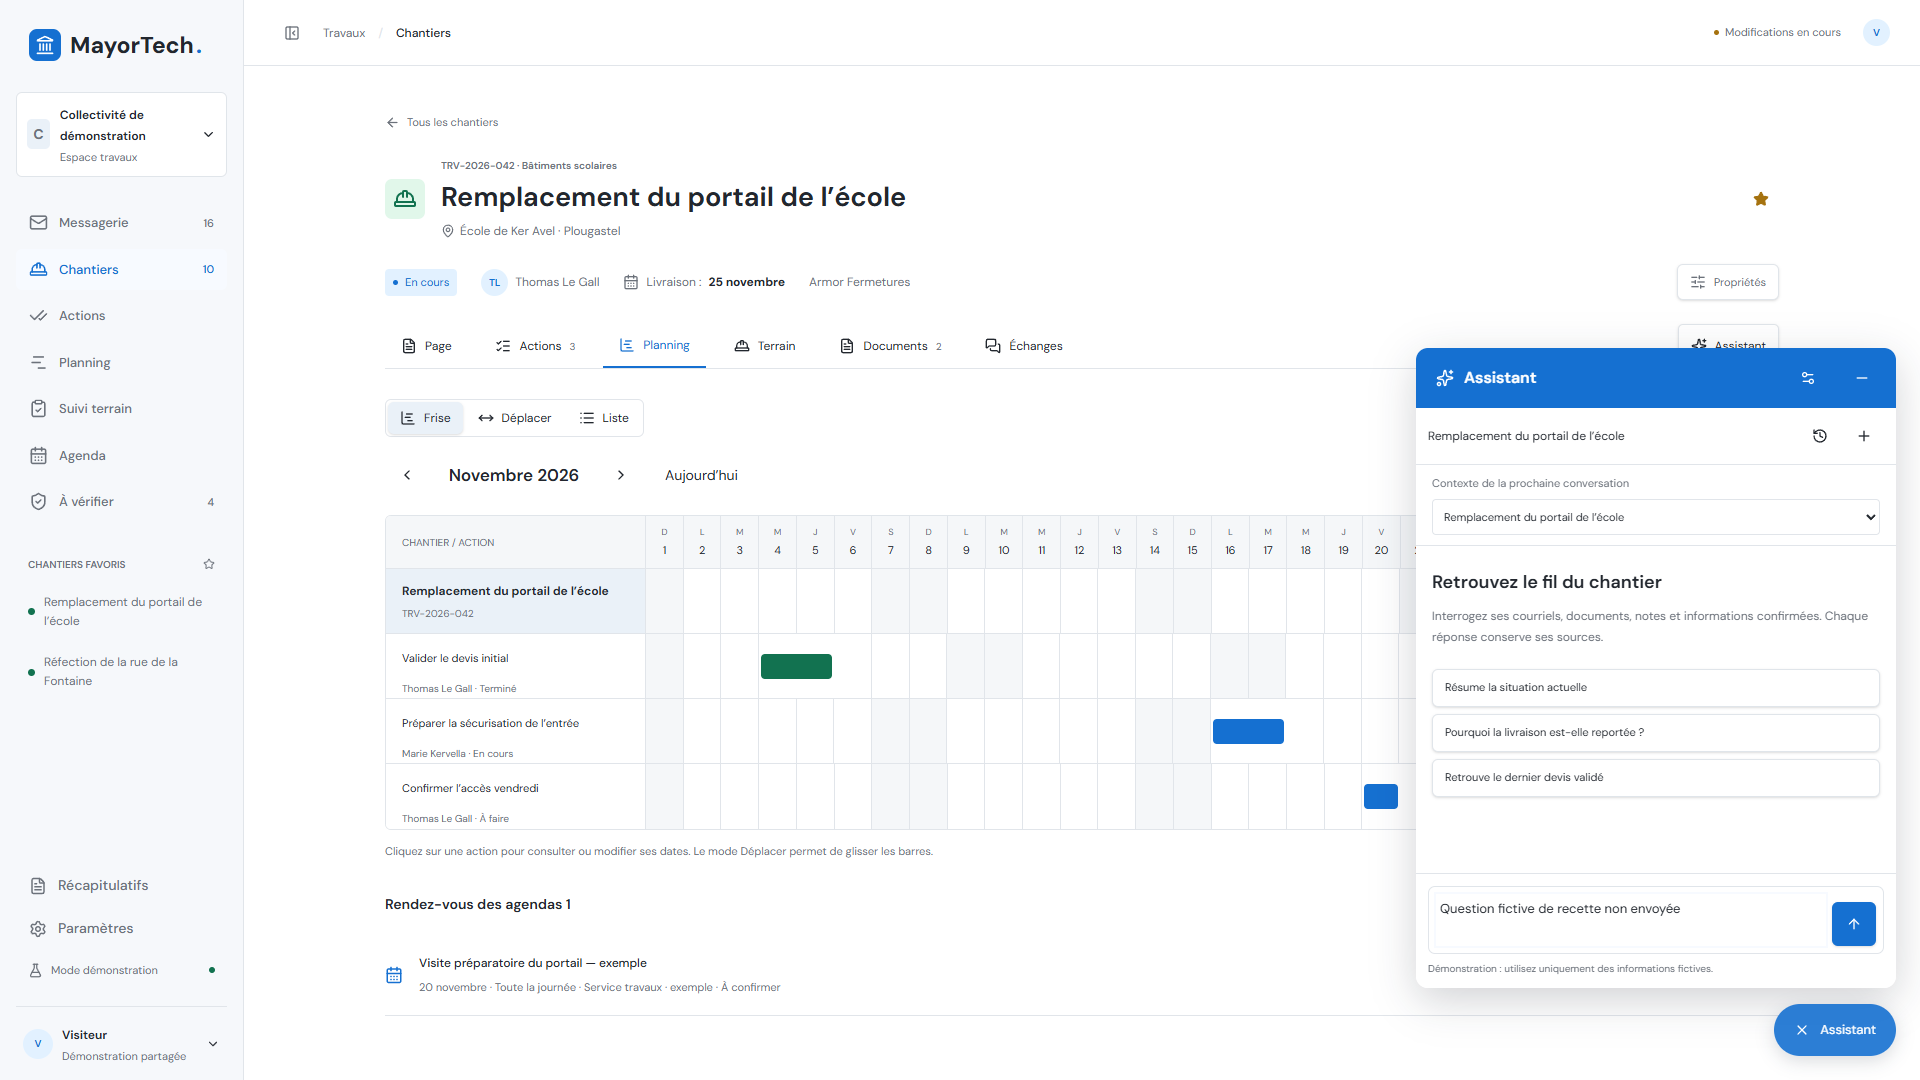 MayorTech.
Travaux / Chantiers
Modifications en cours
V
C
Collectivité de
démonstration
Espace travaux
Messagerie 16
Chantiers 10
Actions
Planning
Suivi terrain
Agenda
À vérifier 4
CHANTIERS FAVORIS
Remplacement du portail de
l’école
Réfection de la rue de la
Fontaine
Récapitulatifs
Paramètres
Mode démonstration
V
Visiteur
Démonstration partagée
Tous les chantiers
TRV-2026-042 · Bâtiments scolaires
Remplacement du portail de l’école
École de Ker Avel · Plougastel
En cours
TL Thomas Le Gall
Livraison : 25 novembre
Armor Fermetures
Propriétés
Page
Actions 3
Planning
Terrain
Documents 2
Échanges
Assistant
Frise
Déplacer
Liste
Novembre 2026
Aujourd’hui
CHANTIER / ACTION
D L M M J V S D L M M J V S D L M M J V
1 2 3 4 5 6 7 8 9 10 11 12 13 14 15 16 17 18 19 20
Remplacement du portail de l’école
TRV-2026-042
Valider le devis initial
Thomas Le Gall · Terminé
Préparer la sécurisation de l’entrée
Marie Kervella · En cours
Confirmer l’accès vendredi
Thomas Le Gall · À faire
Cliquez sur une action pour consulter ou modifier ses dates. Le mode Déplacer permet de glisser les barres.
Rendez-vous des agendas 1
Visite préparatoire du portail — exemple
20 novembre · Toute la journée · Service travaux · exemple · À confirmer
Assistant
Remplacement du portail de l’école
Contexte de la prochaine conversation
Remplacement du portail de l’école
Retrouvez le fil du chantier
Interrogez ses courriels, documents, notes et informations confirmées. Chaque
réponse conserve ses sources.
Résume la situation actuelle
Pourquoi la livraison est-elle reportée ?
Retrouve le dernier devis validé
Question fictive de recette non envoyée
Démonstration : utilisez uniquement des informations fictives.
Assistant